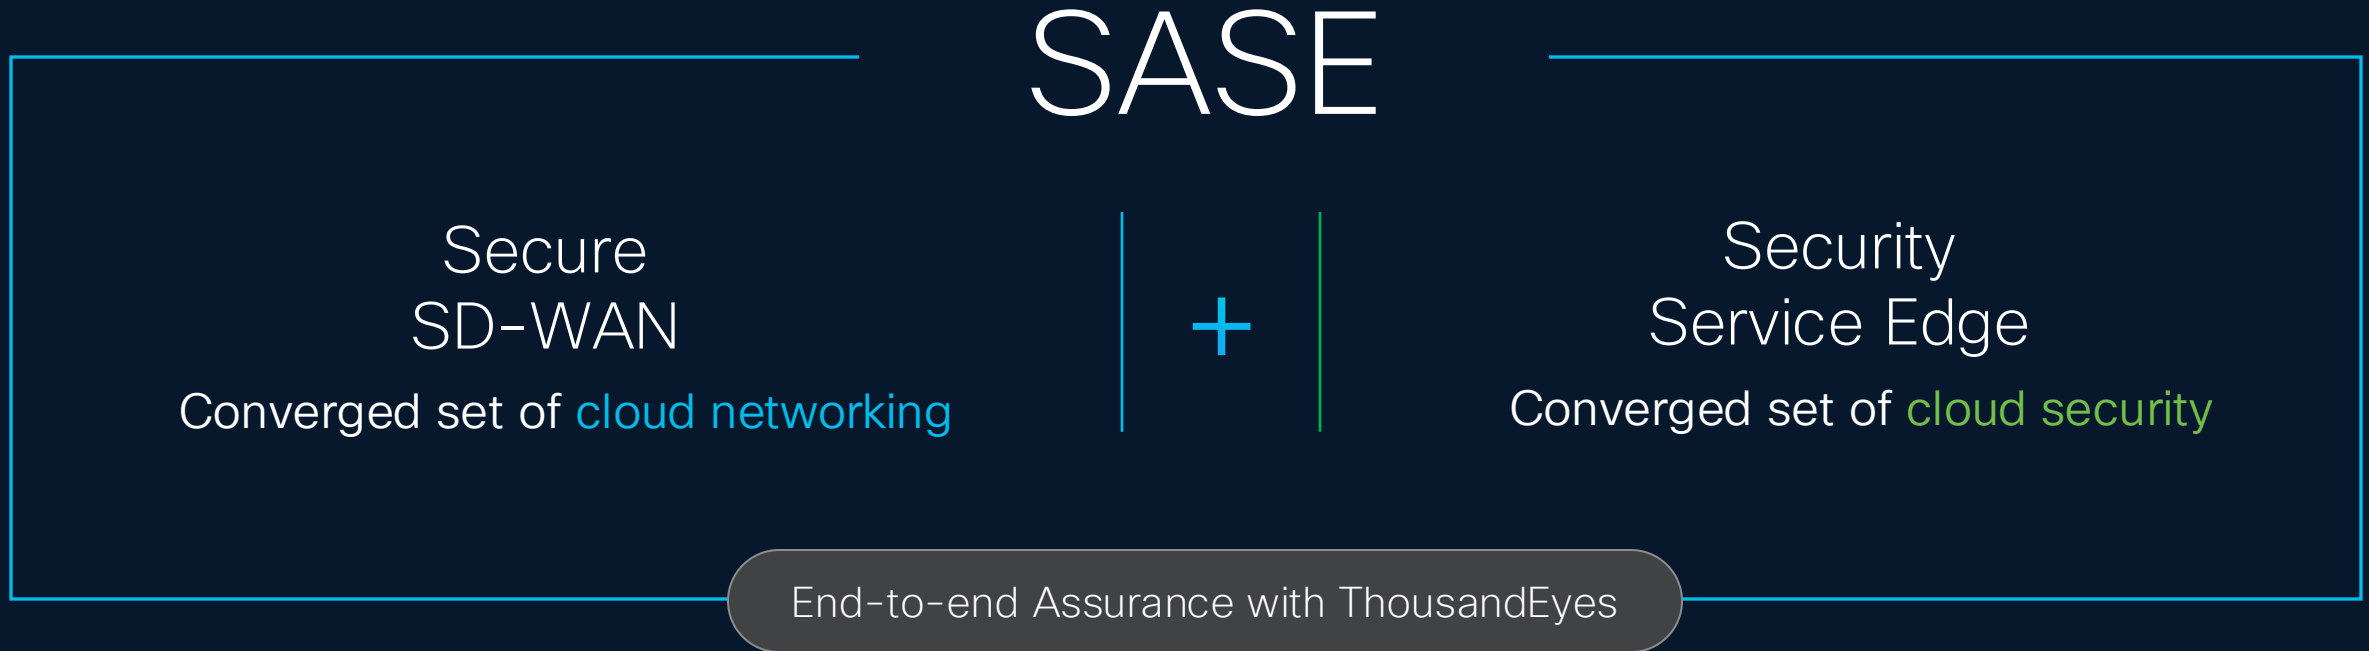 SASE
Secure
SD-WAN
Converged set of cloud networking
+
Security
Service Edge
Converged set of cloud security
End-to-end Assurance with ThousandEyes